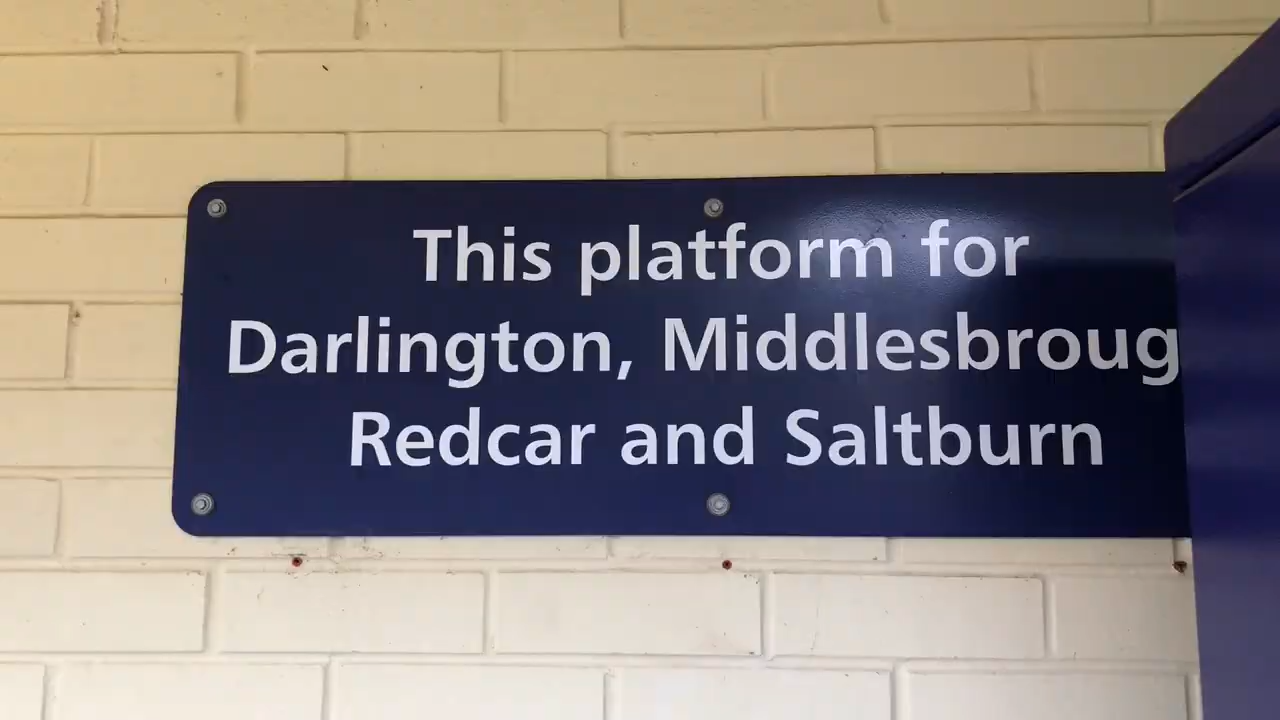 This platform for
Darlington, Middlesbroug
Redcar and Saltburn